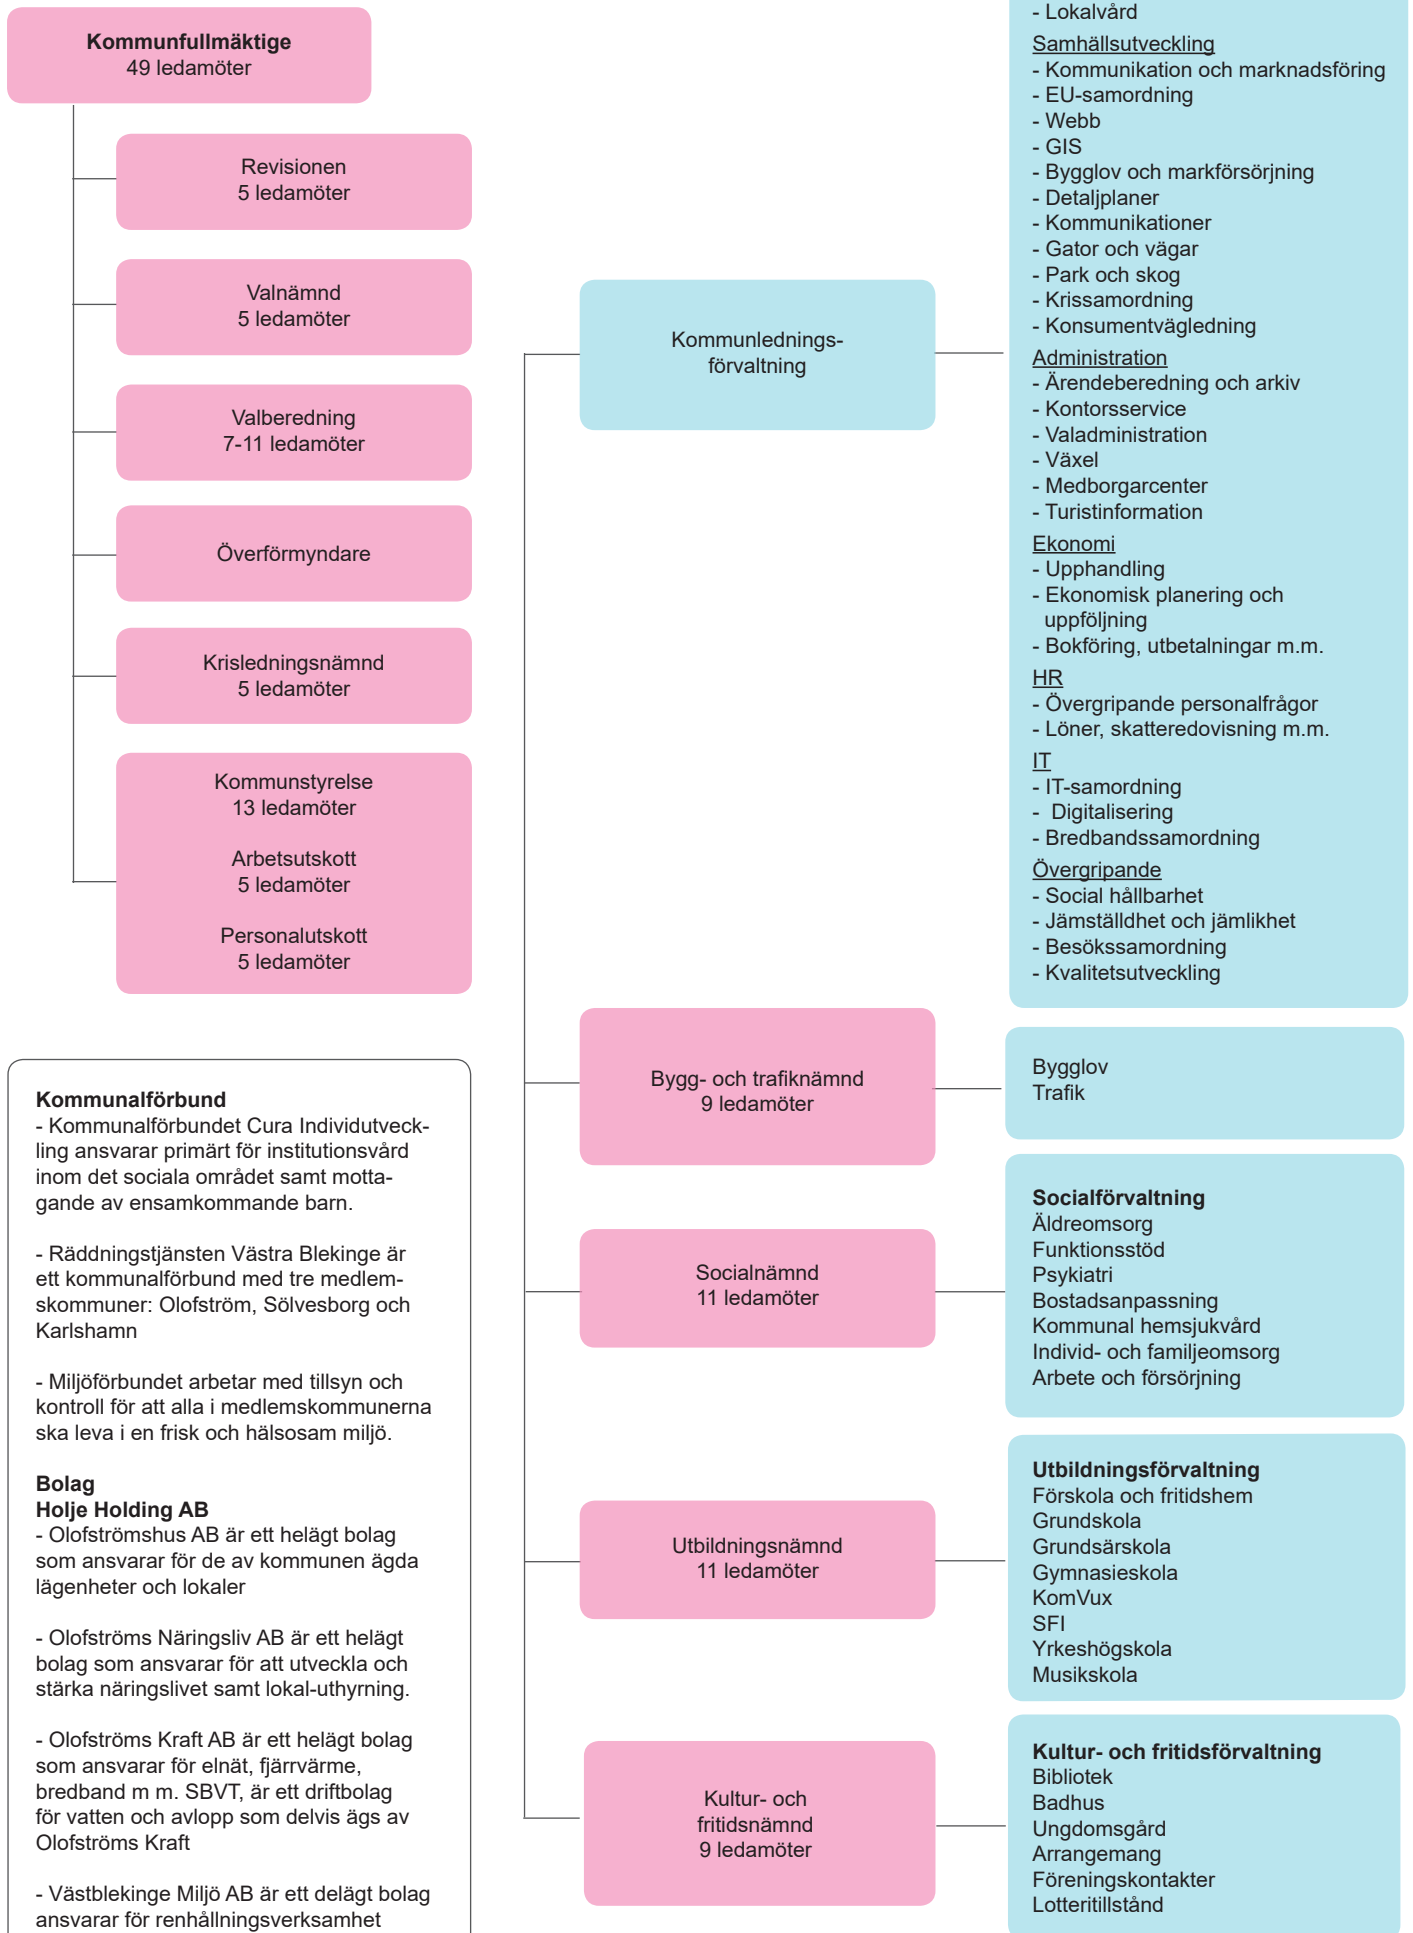 Kommunfullmäktige
49 ledamöter
Revisionen
5 ledamöter
Valnämnd
5 ledamöter
Valberedning
7-11 ledamöter
Överförmyndare
Krisledningsnämnd
5 ledamöter
Kommunstyrelse
13 ledamöter
Arbetsutskott
5 ledamöter
Personalutskott
5 ledamöter
Kommunalförbund
- Kommunalförbundet Cura Individutveck-
ling ansvarar primärt för institutionsvård
inom det sociala området samt motta-
gande av ensamkommande barn.
- Räddningstjänsten Västra Blekinge är
ett kommunalförbund med tre medlem-
skommuner: Olofström, Sölvesborg och
Karlshamn
- Miljöförbundet arbetar med tillsyn och
kontroll för att alla i medlemskommunerna
ska leva i en frisk och hälsosam miljö.
Bolag
Holje Holding AB
- Olofströmshus AB är ett helägt bolag
som ansvarar för de av kommunen ägda
lägenheter och lokaler
- Olofströms Näringsliv AB är ett helägt
bolag som ansvarar för att utveckla och
stärka näringslivet samt lokal-uthyrning.
- Olofströms Kraft AB är ett helägt bolag
som ansvarar för elnät, fjärrvärme,
bredband m m. SBVT, är ett driftbolag
för vatten och avlopp som delvis ägs av
Olofströms Kraft
- Västblekinge Miljö AB är ett delägt bolag
ansvarar för renhållningsverksamhet
Kommunlednings-
förvaltning
Bygg- och trafiknämnd
9 ledamöter
Socialnämnd
11 ledamöter
Utbildningsnämnd
11 ledamöter
Kultur- och
fritidsnämnd
9 ledamöter
- Lokalvård
Samhällsutveckling
- Kommunikation och marknadsföring
- EU-samordning
- Webb
- GIS
- Bygglov och markförsörjning
- Detaljplaner
- Kommunikationer
- Gator och vägar
- Park och skog
- Krissamordning
- Konsumentvägledning
Administration
- Ärendeberedning och arkiv
- Kontorsservice
- Valadministration
- Växel
- Medborgarcenter
- Turistinformation
Ekonomi
- Upphandling
- Ekonomisk planering och
uppföljning
- Bokföring, utbetalningar m.m.
HR
- Övergripande personalfrågor
- Löner, skatteredovisning m.m.
IT
- IT-samordning
- Digitalisering
- Bredbandssamordning
Övergripande
- Social hållbarhet
- Jämställdhet och jämlikhet
- Besökssamordning
- Kvalitetsutveckling
Bygglov
Trafik
Socialförvaltning
Äldreomsorg
Funktionsstöd
Psykiatri
Bostadsanpassning
Kommunal hemsjukvård
Individ- och familjeomsorg
Arbete och försörjning
Utbildningsförvaltning
Förskola och fritidshem
Grundskola
Grundsärskola
Gymnasieskola
KomVux
SFI
Yrkeshögskola
Musikskola
Kultur- och fritidsförvaltning
Bibliotek
Badhus
Ungdomsgård
Arrangemang
Föreningskontakter
Lotteritillstånd